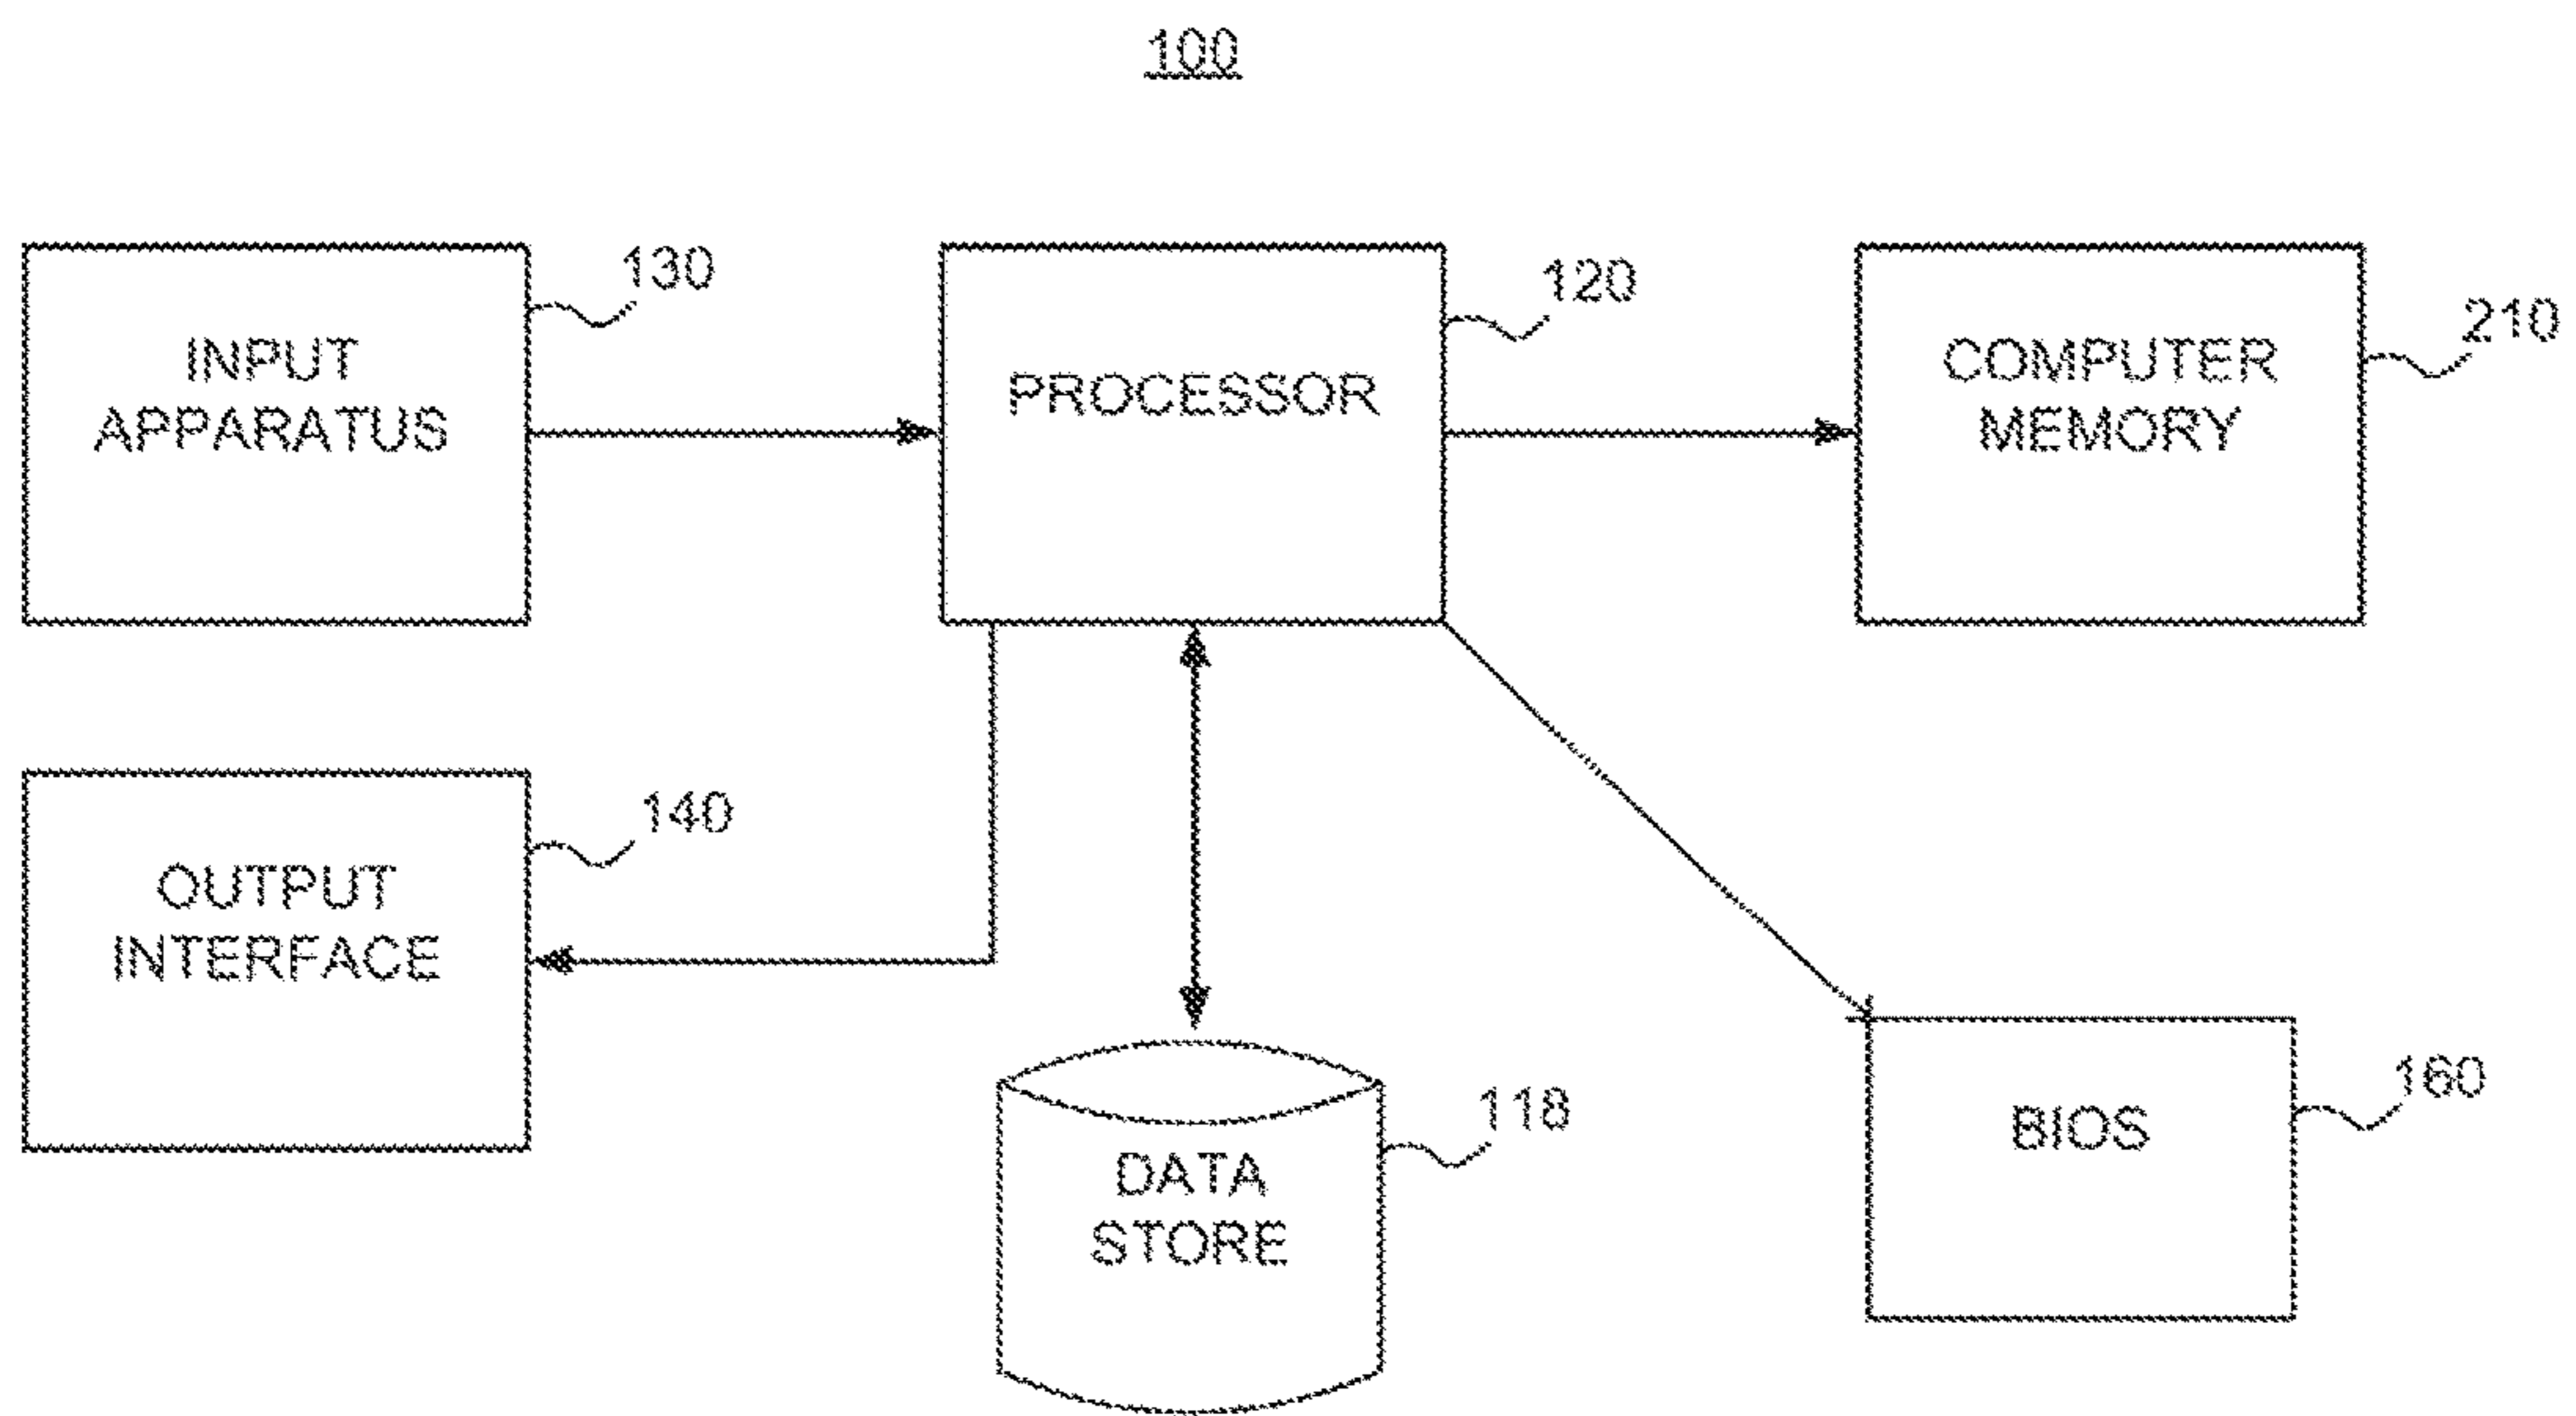 100
130
INPUT
APPARATUS
120
PROCESSOR
210
COMPUTER
MEMORY
140
OUTPUT
INTERFACE
118
DATA
STORE
160
BIOS